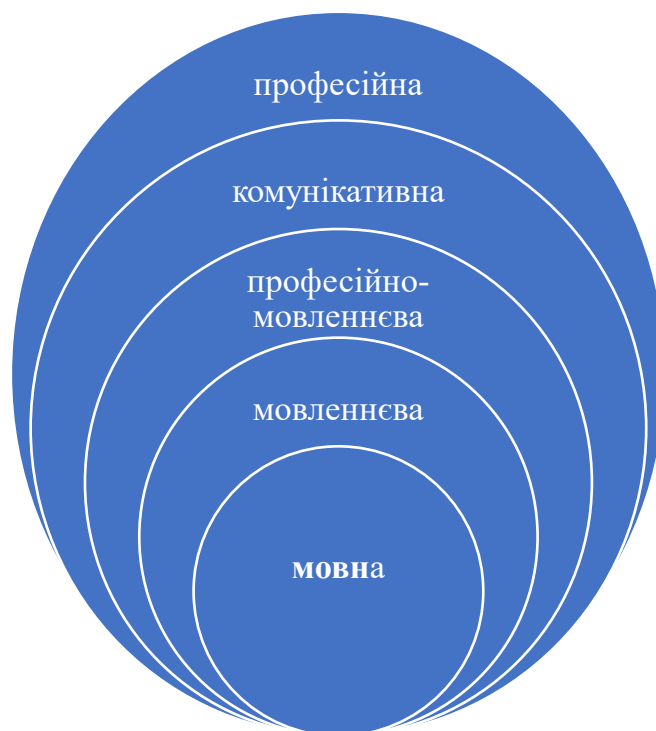 професійна
комунікативна
професійно-
мовленнєва
мовленнєва
мовна